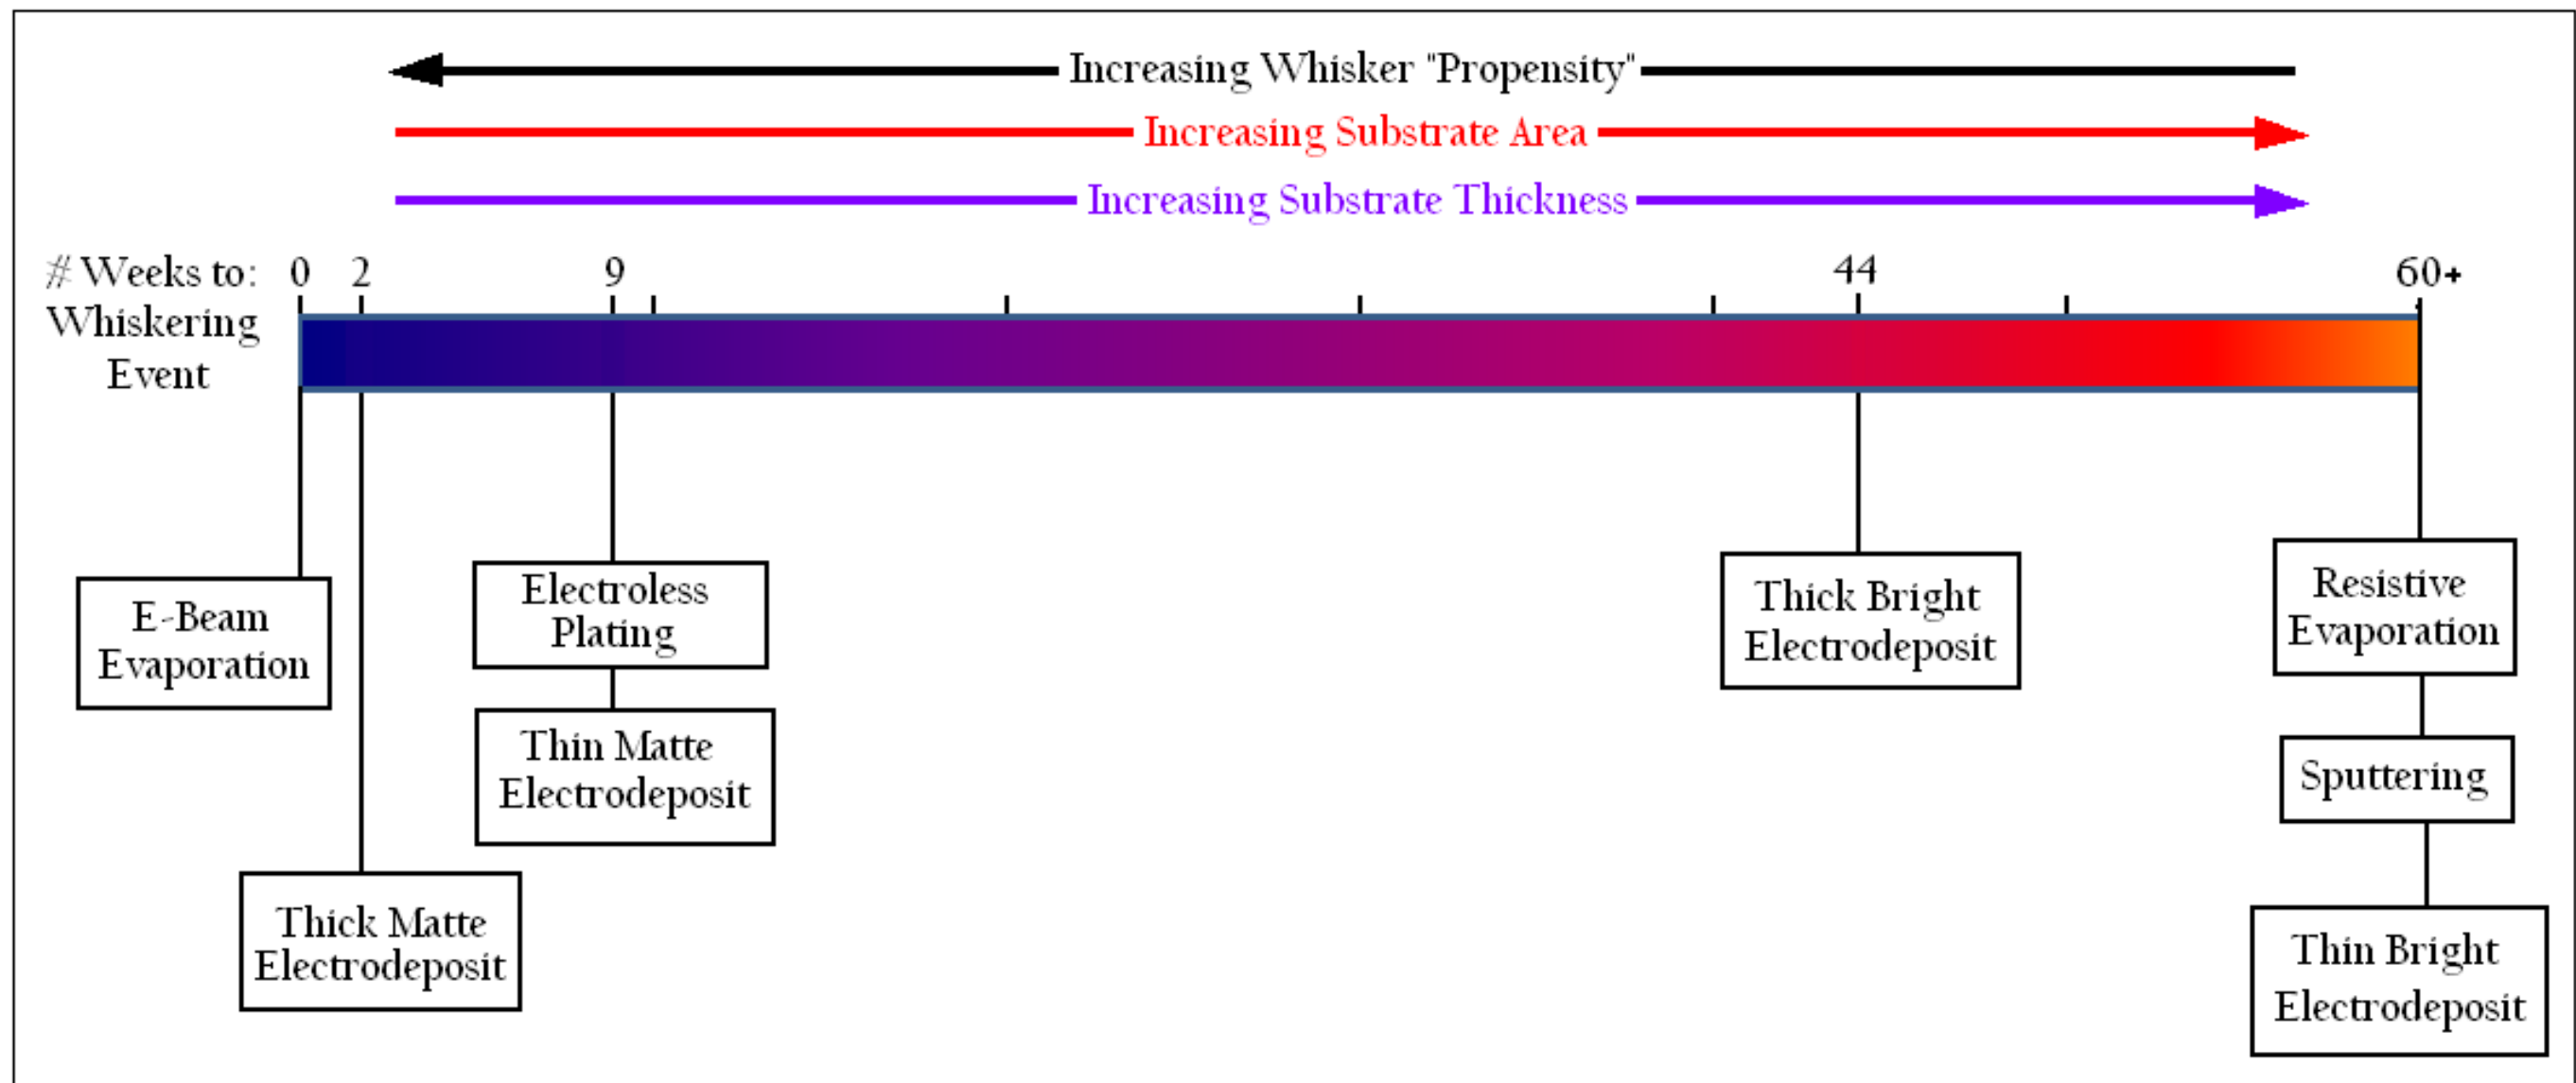 Increasing Whisker "Propensity"
Increasing Substrate Area
Increasing Substrate Thickness
# Weeks to:
Whiskering
Event
0
2
9
44
60+
E-Beam
Evaporation
Thick Matte
Electrodeposit
Electroless
Plating
Thin Matte
Electrodeposit
Thick Bright
Electrodeposit
Resistive
Evaporation
Sputtering
Thin Bright
Electrodeposit